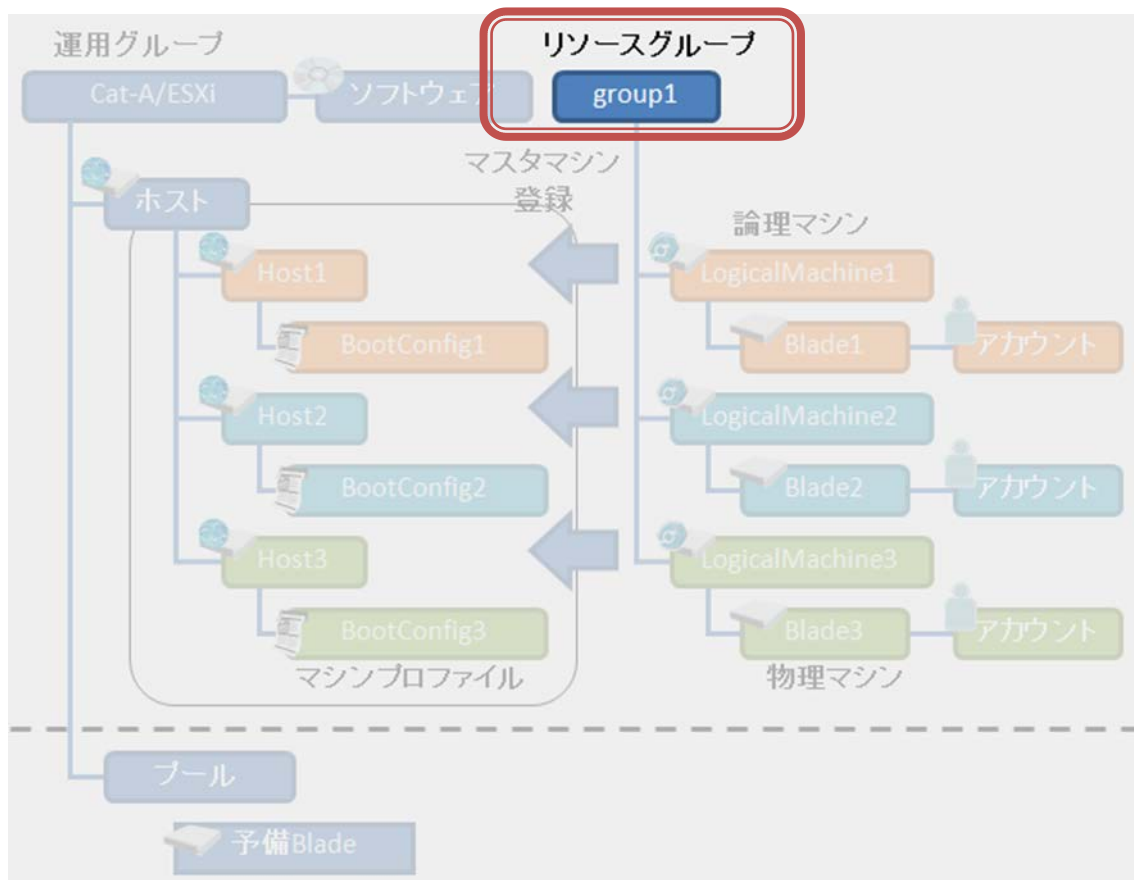 運用グループ
リソースグループ
Cat-A/ESXi
ソフトウェア
group1
マスタマシン
登録
ホスト
論理マシン
Host1
LogicalMachine1
BootConfig1
Blade1
アカウント
Host2
LogicalMachine2
BootConfig2
Blade2
アカウント
Host3
LogicalMachine3
BootConfig3
Blade3
アカウント
マシンプロファイル
物理マシン
プール
予備Blade